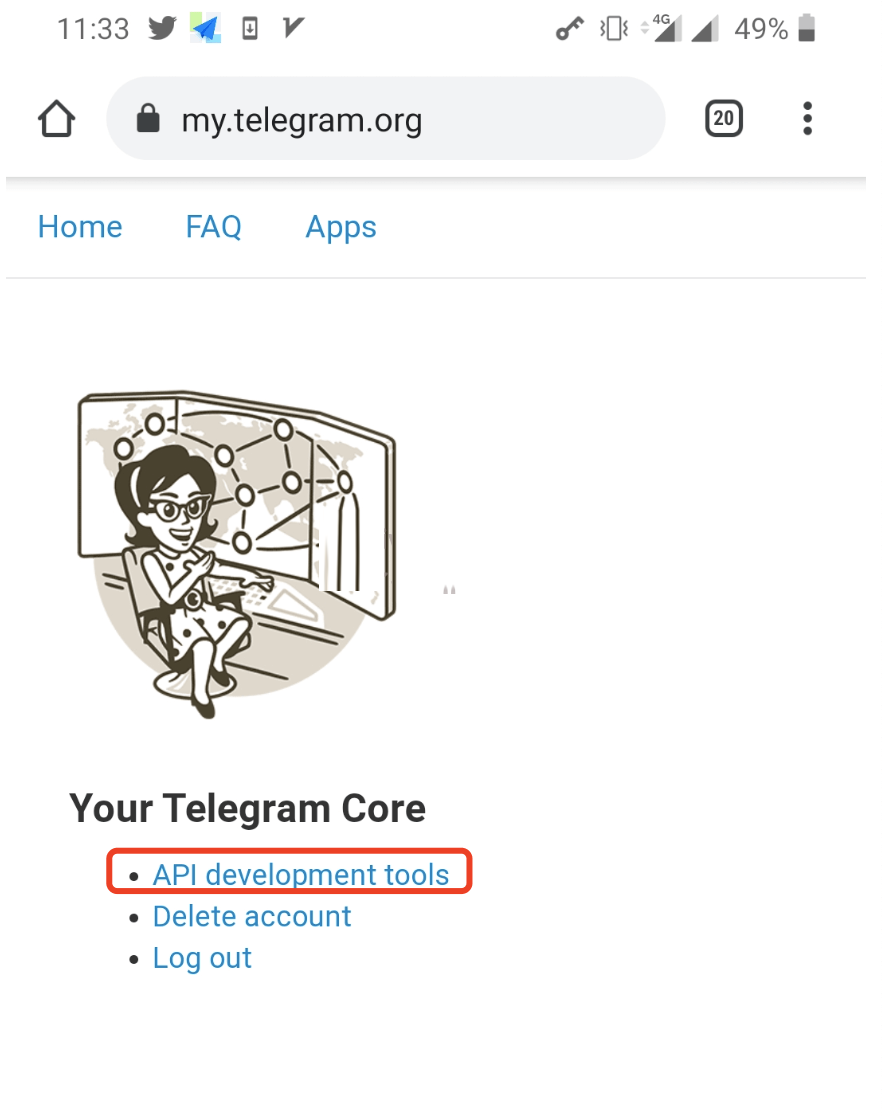 11:33 4G 49%
my.telegram.org 20
Home FAQ Apps
Your Telegram Core
• API development tools
• Delete account
• Log out